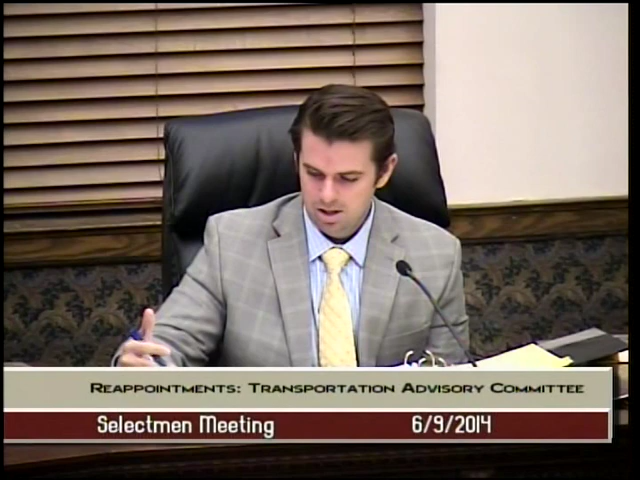 Reappointments: Transportation Advisory Committee
Selectmen Meeting 6/9/2014